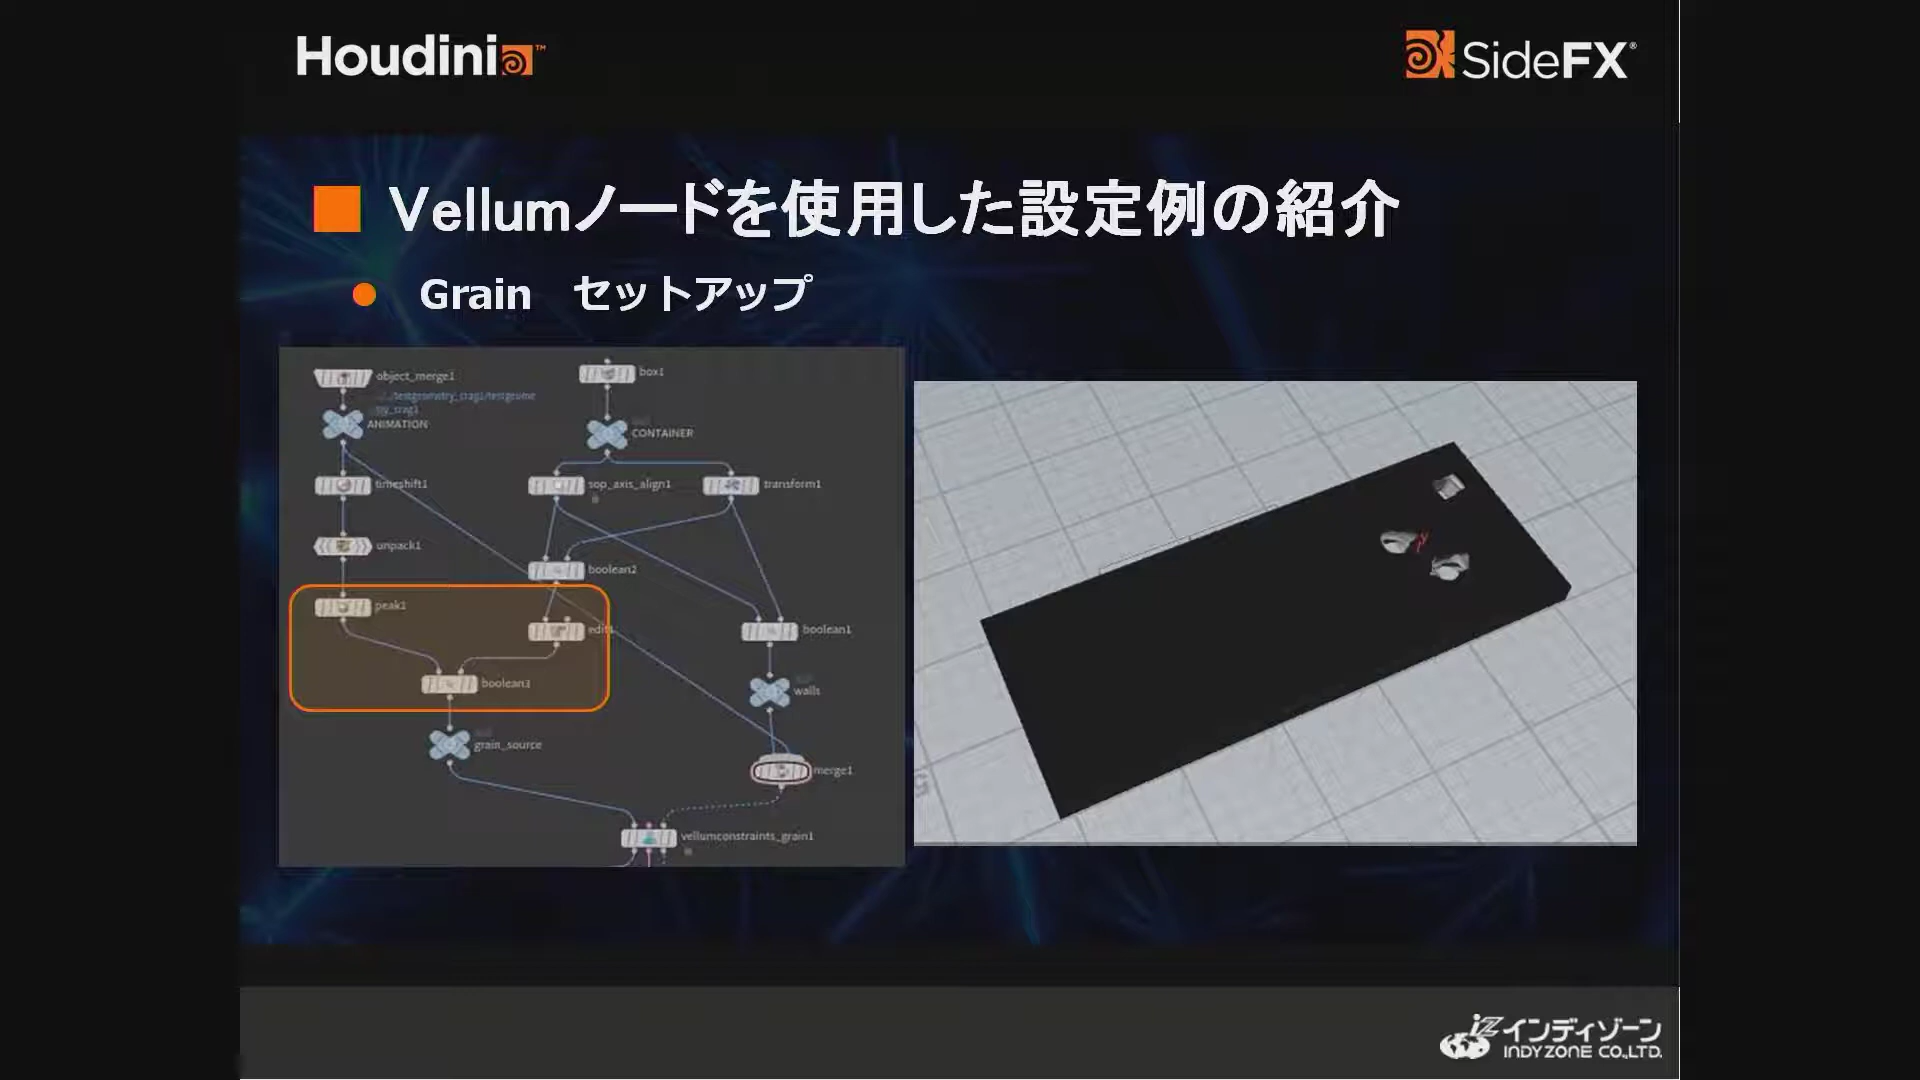 Houdini™
SideFX®
Vellumノードを使用した設定例の紹介
Grain　セットアップ
object_merge1
ANIMATION
timeshift1
unpack1
peak1
box1
CONTAINER
sop_axis_align1
transform1
boolean2
edit1
boolean1
boolean3
walls
grain_source
merge1
vellumconstraints_grain1
インディゾーン
INDYZONE CO.,LTD.